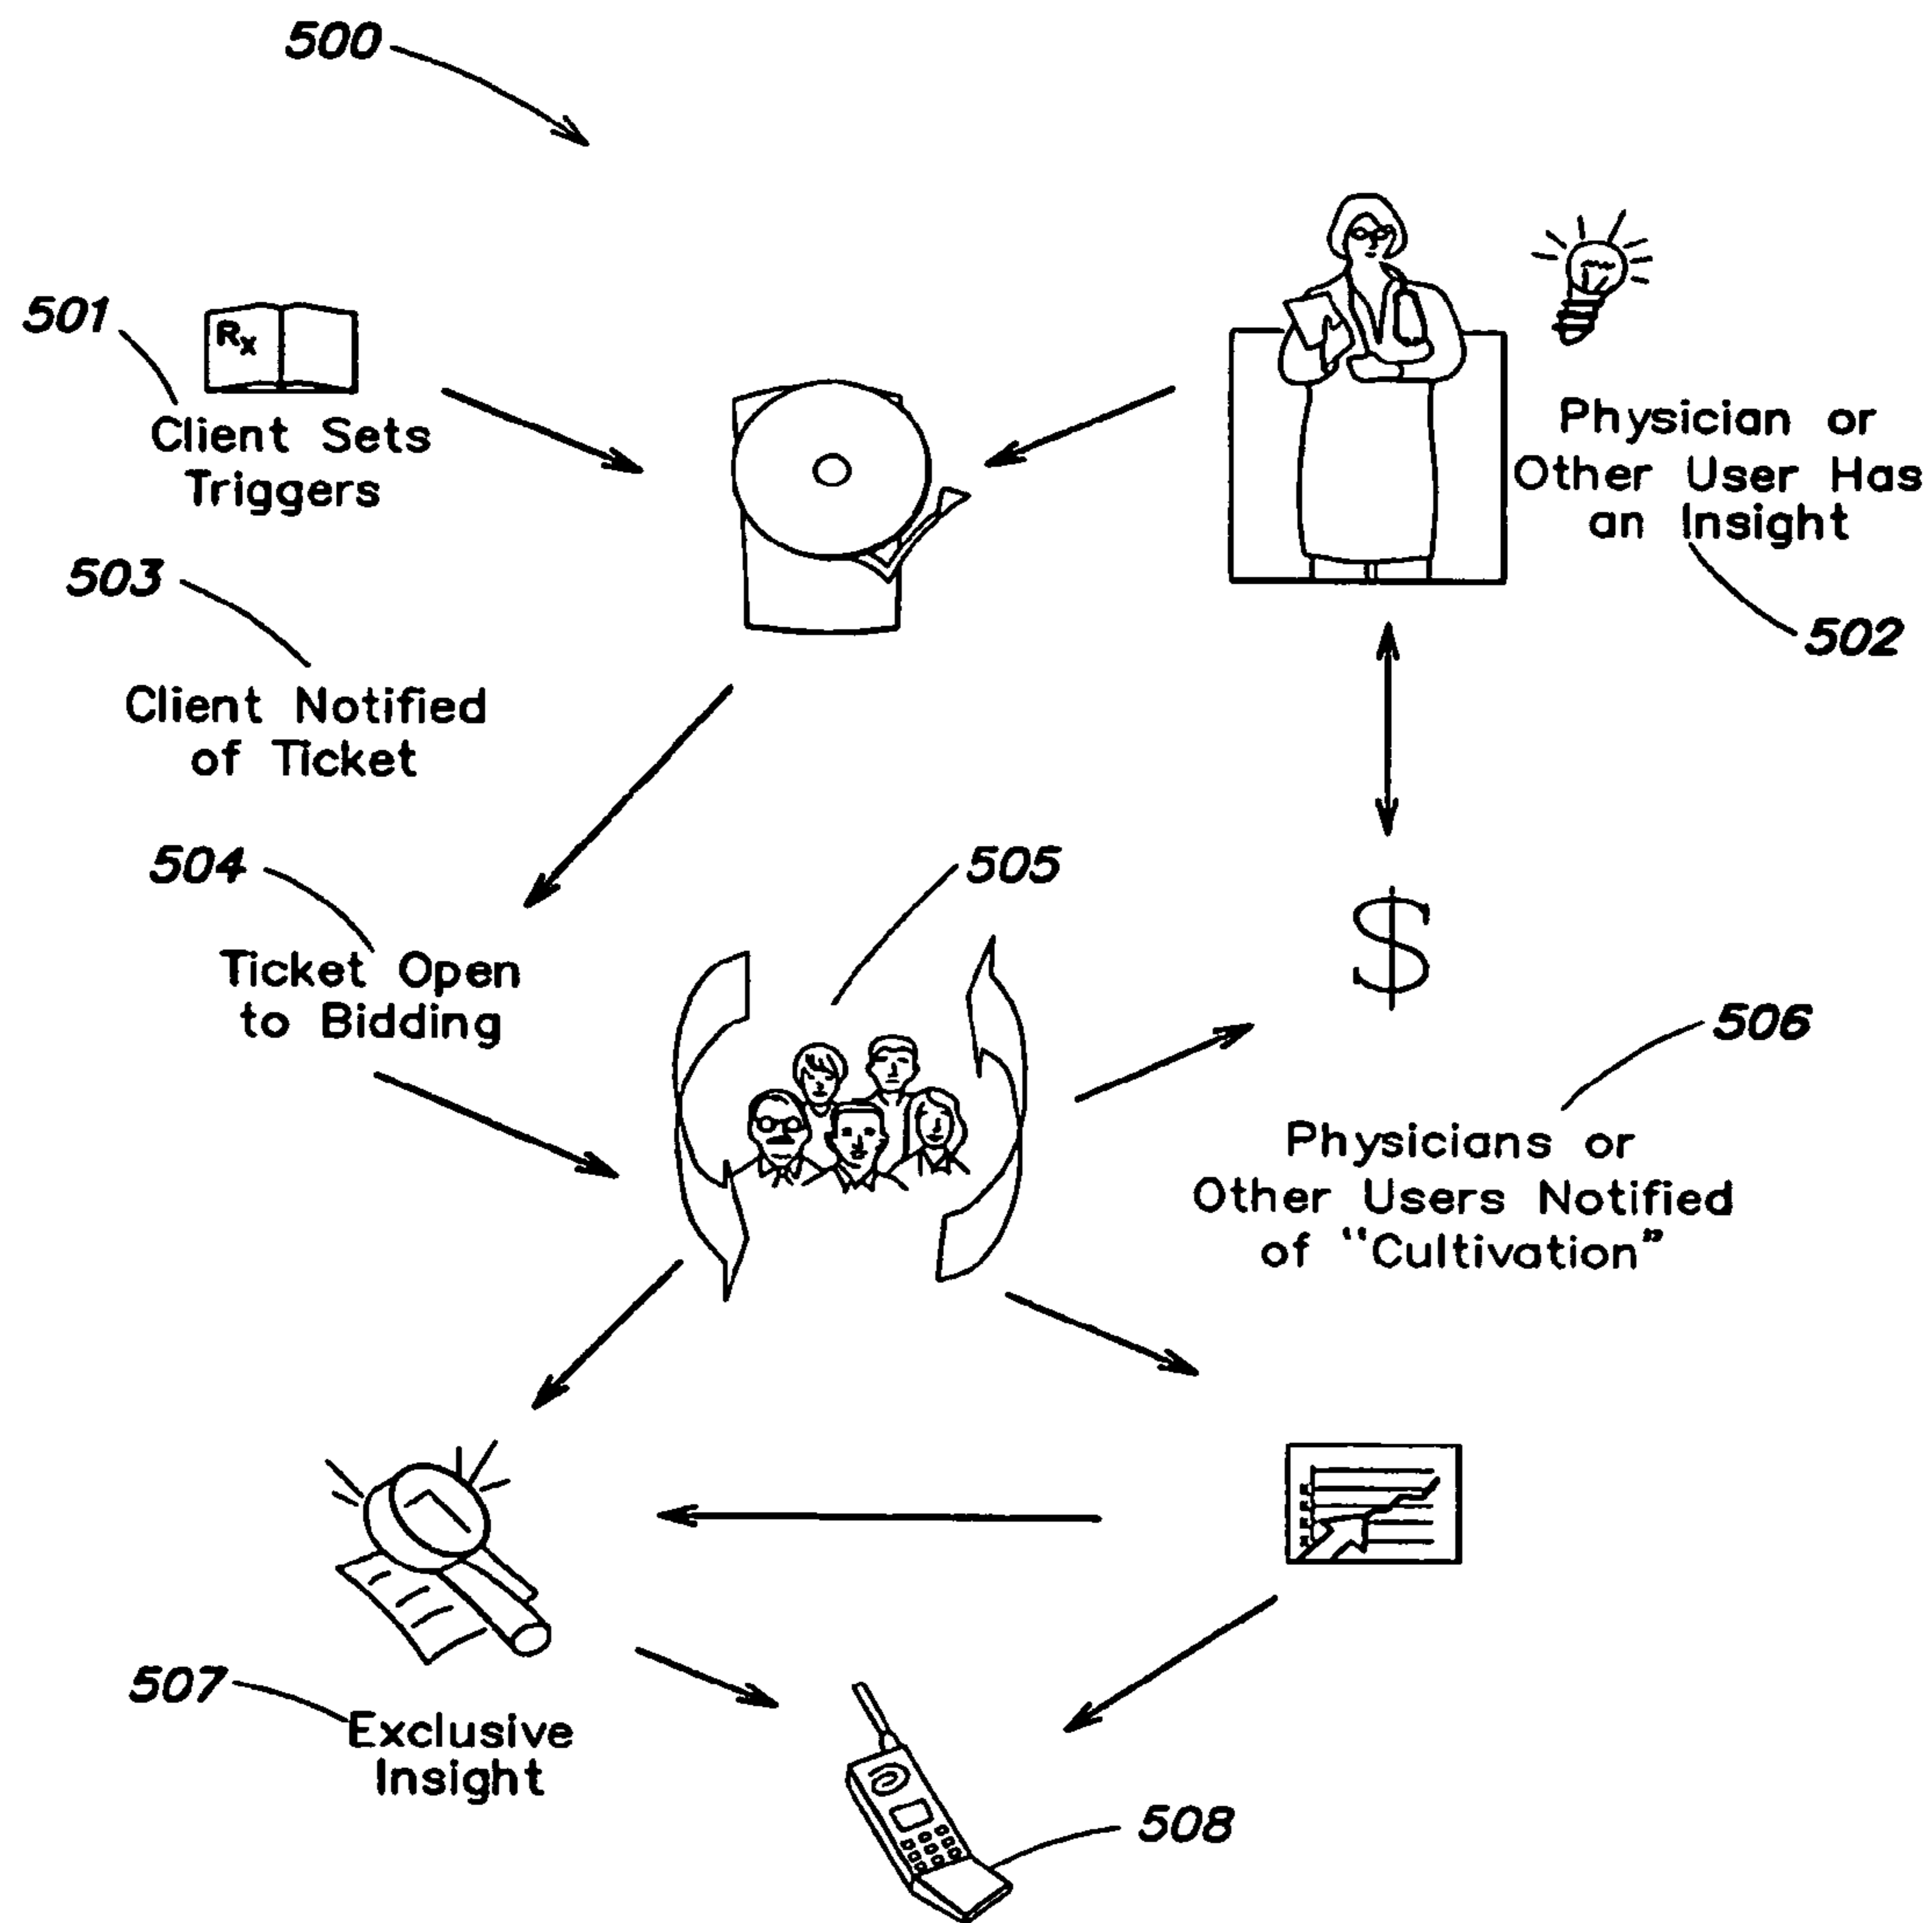 500
501
Rx
Client Sets
Triggers
Physician or
Other User Has
an Insight
502
503
Client Notified
of Ticket
504
Ticket Open
to Bidding
505
$
506
Physicians or
Other Users Notified
of “Cultivation”
507
Exclusive
Insight
508